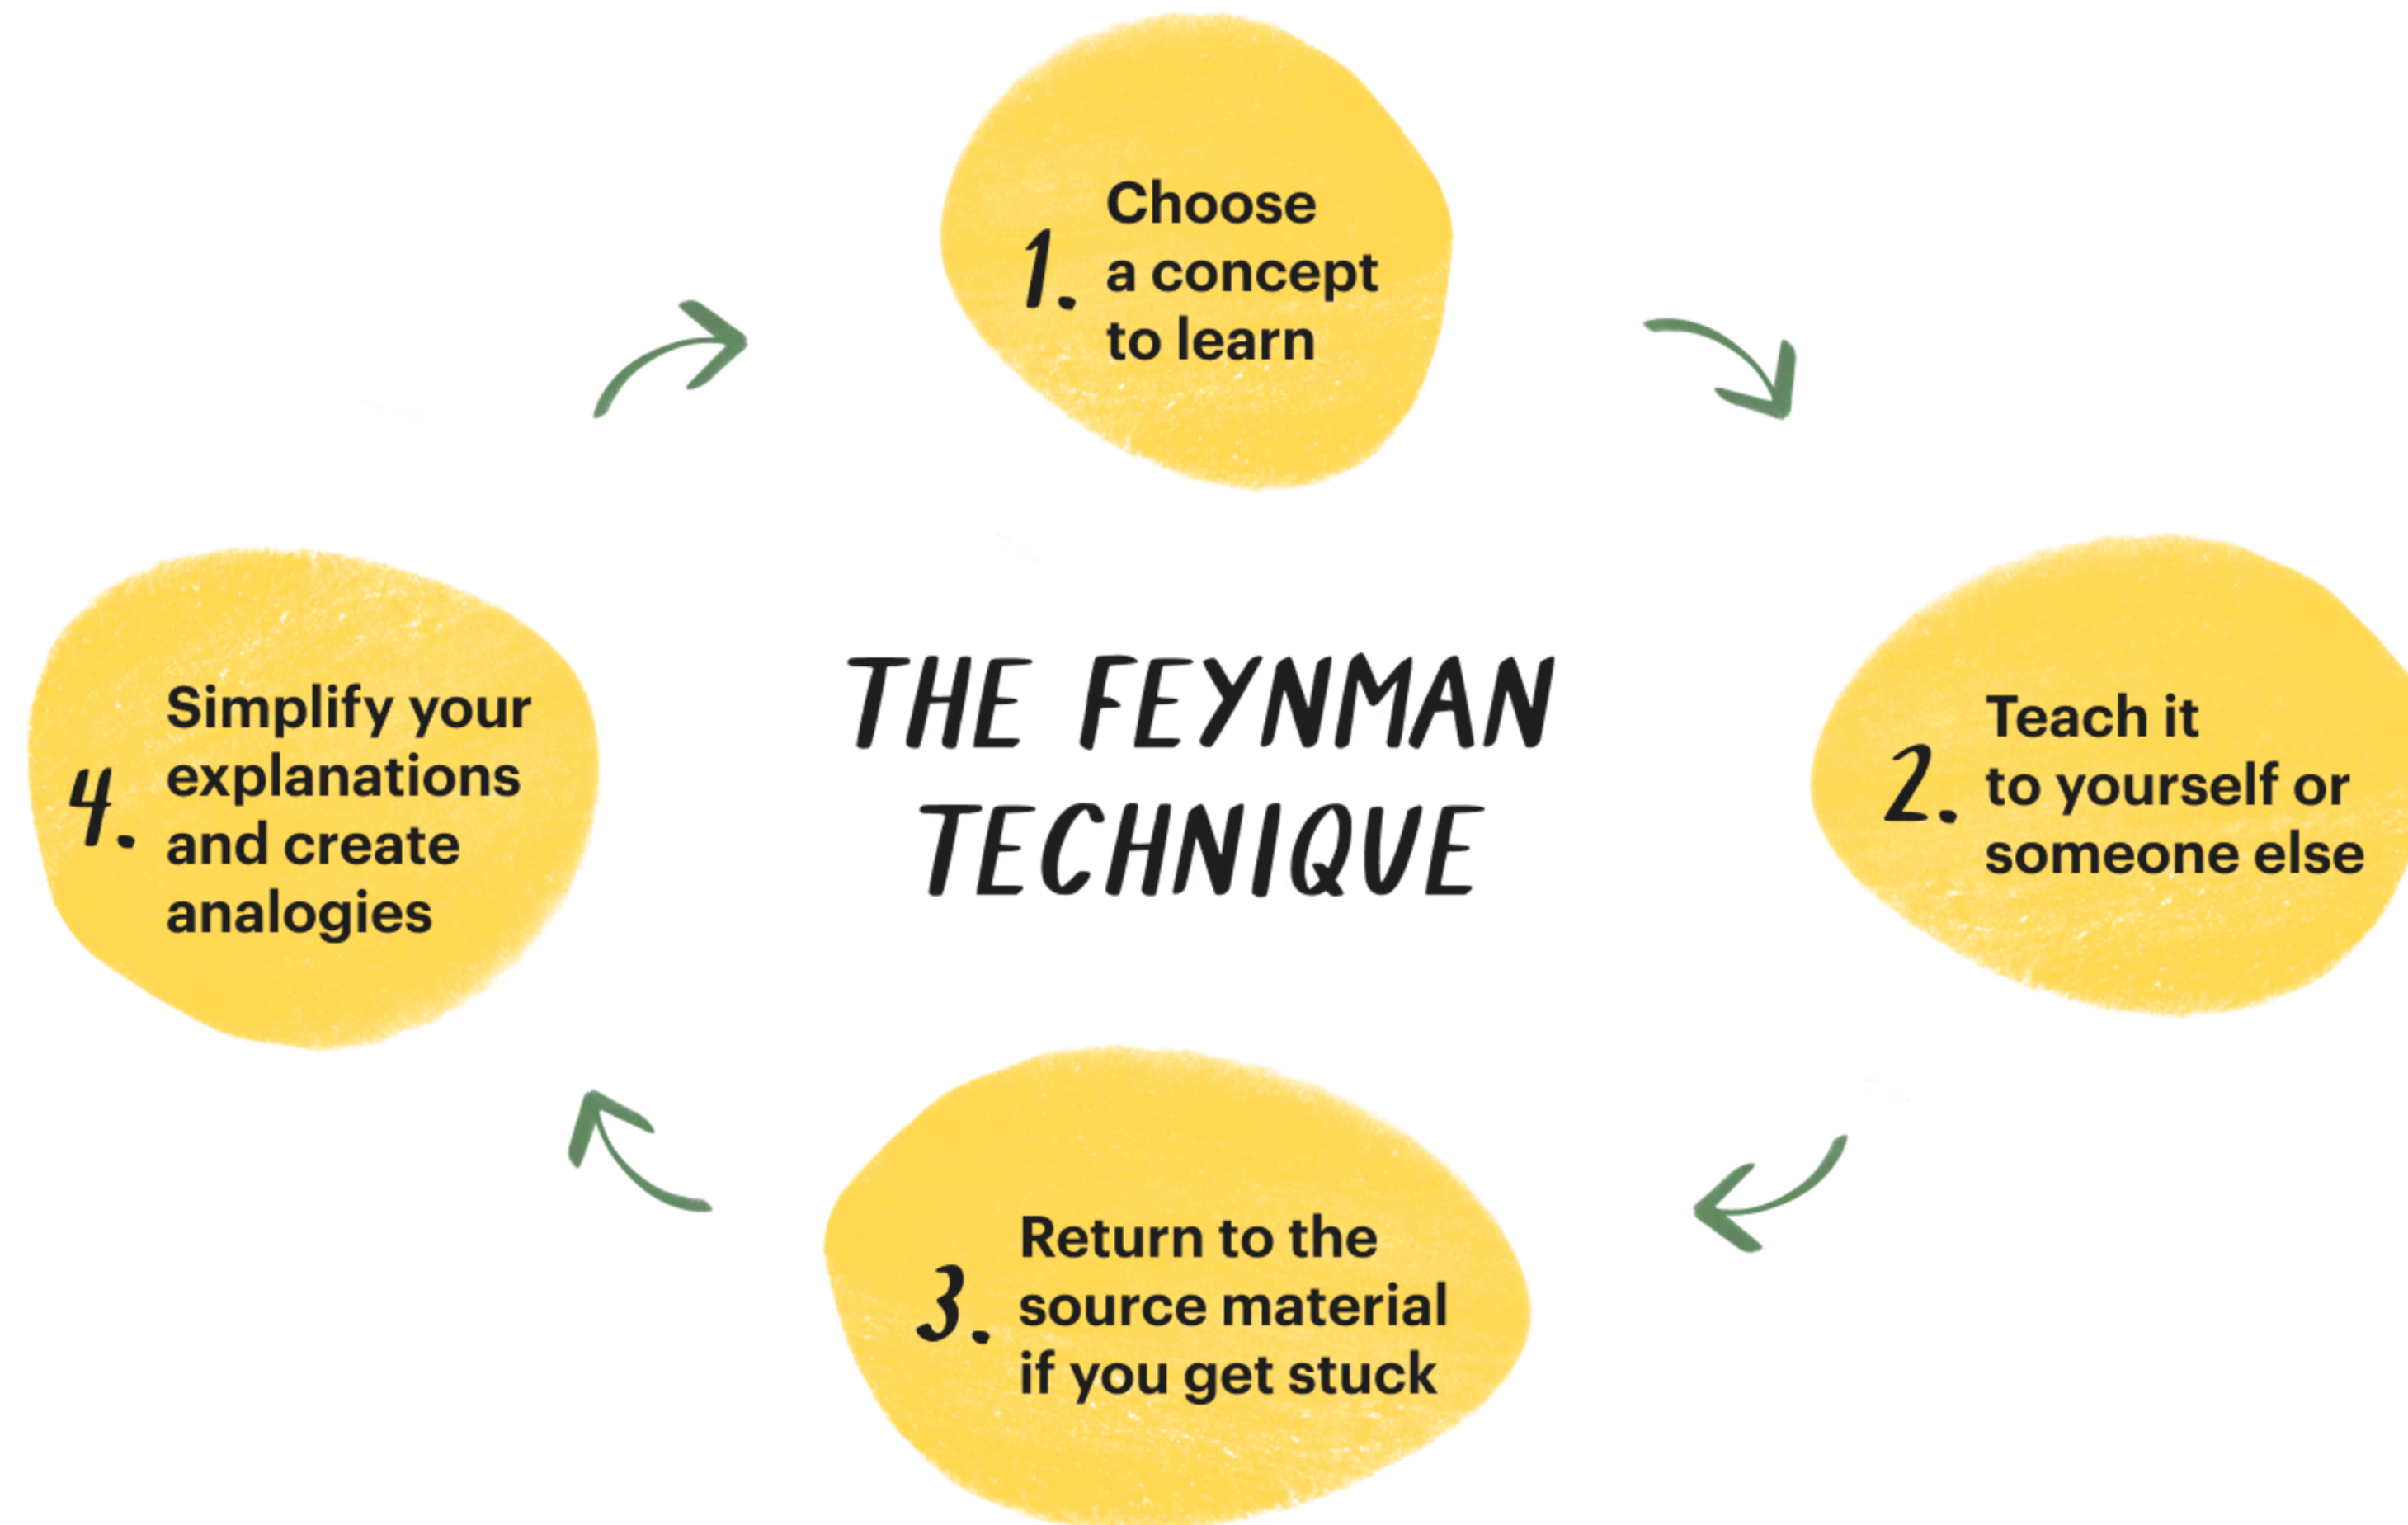 1.
Choose
a concept
to learn
THE FEYNMAN
TECHNIQUE
2.
Teach it
to yourself or
someone else
3.
Return to the
source material
if you get stuck
4.
Simplify your
explanations
and create
analogies